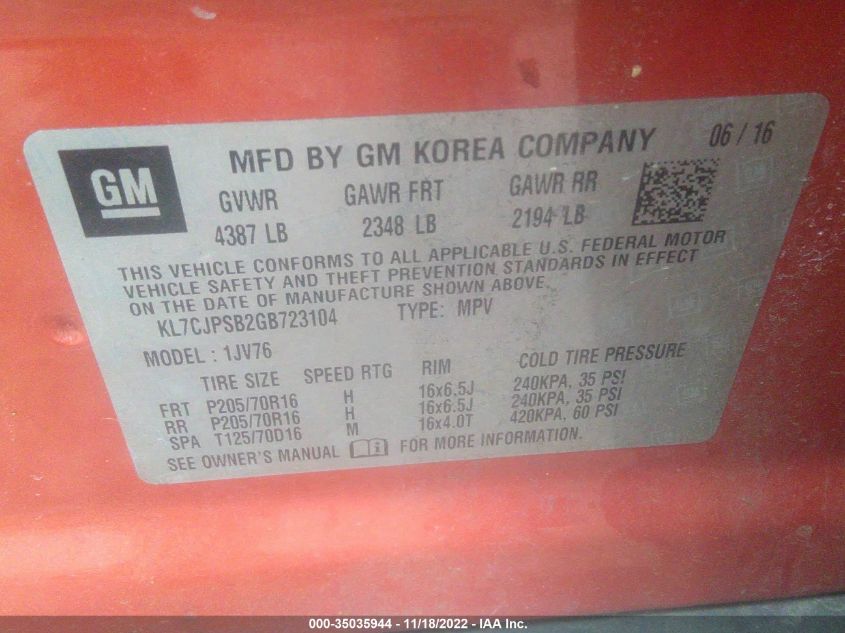 GM
MFD BY GM KOREA COMPANY 06 / 16
GVWR GAWR FRT GAWR RR
4387 LB 2348 LB 2194 LB
THIS VEHICLE CONFORMS TO ALL APPLICABLE U.S. FEDERAL MOTOR
VEHICLE SAFETY AND THEFT PREVENTION STANDARDS IN EFFECT
ON THE DATE OF MANUFACTURE SHOWN ABOVE.
KL7CJPSB2GB723104 TYPE: MPV
MODEL : 1JV76
TIRE SIZE SPEED RTG RIM COLD TIRE PRESSURE
FRT P205/70R16 H 16x6.5J 240KPA, 35 PSI
RR P205/70R16 H 16x6.5J 240KPA, 35 PSI
SPA T125/70D16 M 16x4.0T 420KPA, 60 PSI
SEE OWNER'S MANUAL FOR MORE INFORMATION.
000-35035944 - 11/18/2022 - IAA Inc.